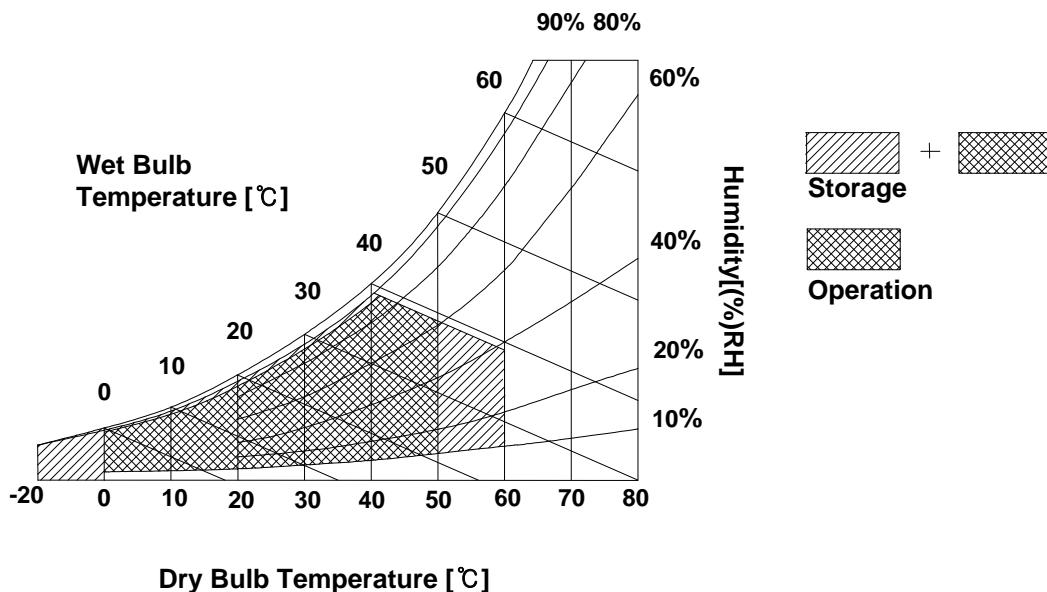 90% 80%
60
60%
50
Wet Bulb
Temperature [℃]
Storage
+
40
40%
Humidity[(%)RH]
30
Operation
20
20%
10
0
10%
-20 0 10 20 30 40 50 60 70 80
Dry Bulb Temperature [℃]